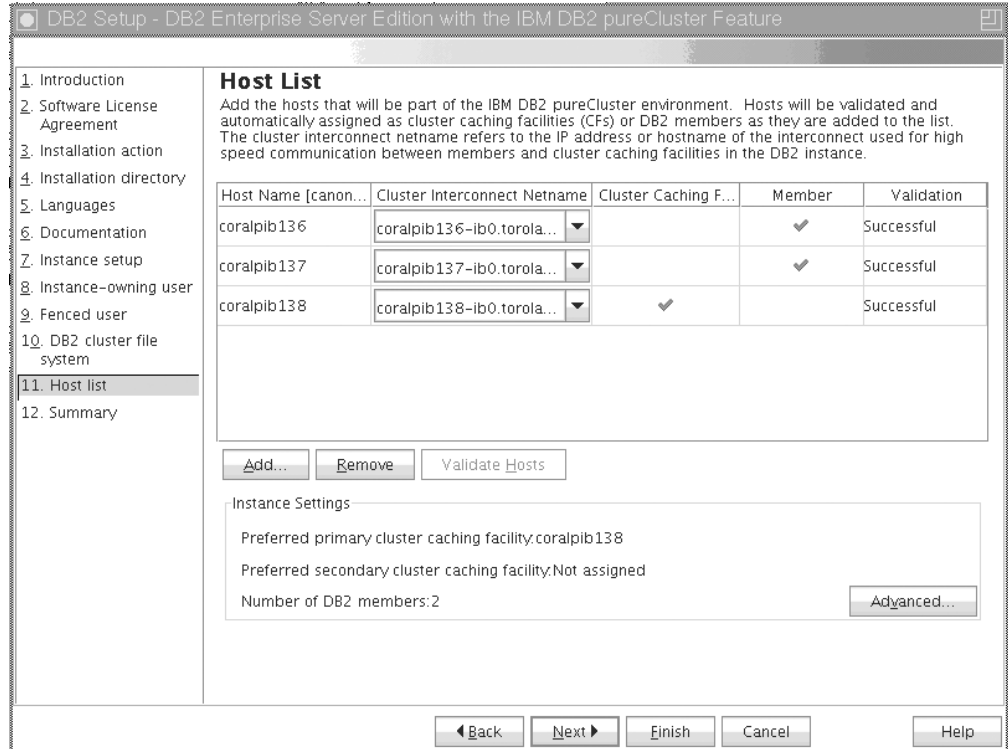 DB2 Setup - DB2 Enterprise Server Edition with the IBM DB2 pureCluster Feature
1. Introduction
2. Software License
Agreement
3. Installation action
4. Installation directory
5. Languages
6. Documentation
7. Instance setup
8. Instance-owning user
9. Fenced user
10. DB2 cluster file
system
11. Host list
12. Summary
Host List
Add the hosts that will be part of the IBM DB2 pureCluster environment. Hosts will be validated and
automatically assigned as cluster caching facilities (CFs) or DB2 members as they are added to the list.
The cluster interconnect netname refers to the IP address or hostname of the interconnect used for high
speed communication between members and cluster caching facilities in the DB2 instance.
Host Name [canon... Cluster Interconnect Netname Cluster Caching F... Member Validation
coralpib136 coralpib136-ib0.torola... Successful
coralpib137 coralpib137-ib0.torola... Successful
coralpib138 coralpib138-ib0.torola... Successful
Add... Remove Validate Hosts
Instance Settings
Preferred primary cluster caching facility:coralpib138
Preferred secondary cluster caching facility:Not assigned
Number of DB2 members:2
Advanced...
Back Next Finish Cancel Help